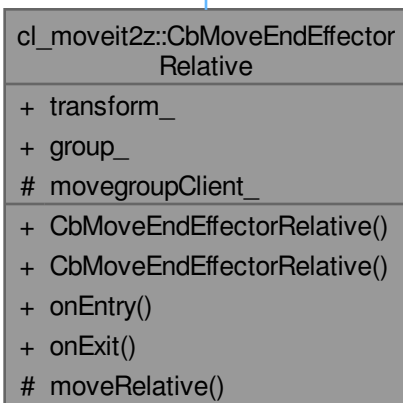 cl_moveit2z::CbMoveEndEffector
Relative
+ transform_
+ group_
# movegroupClient_
+ CbMoveEndEffectorRelative()
+ CbMoveEndEffectorRelative()
+ onEntry()
+ onExit()
# moveRelative()